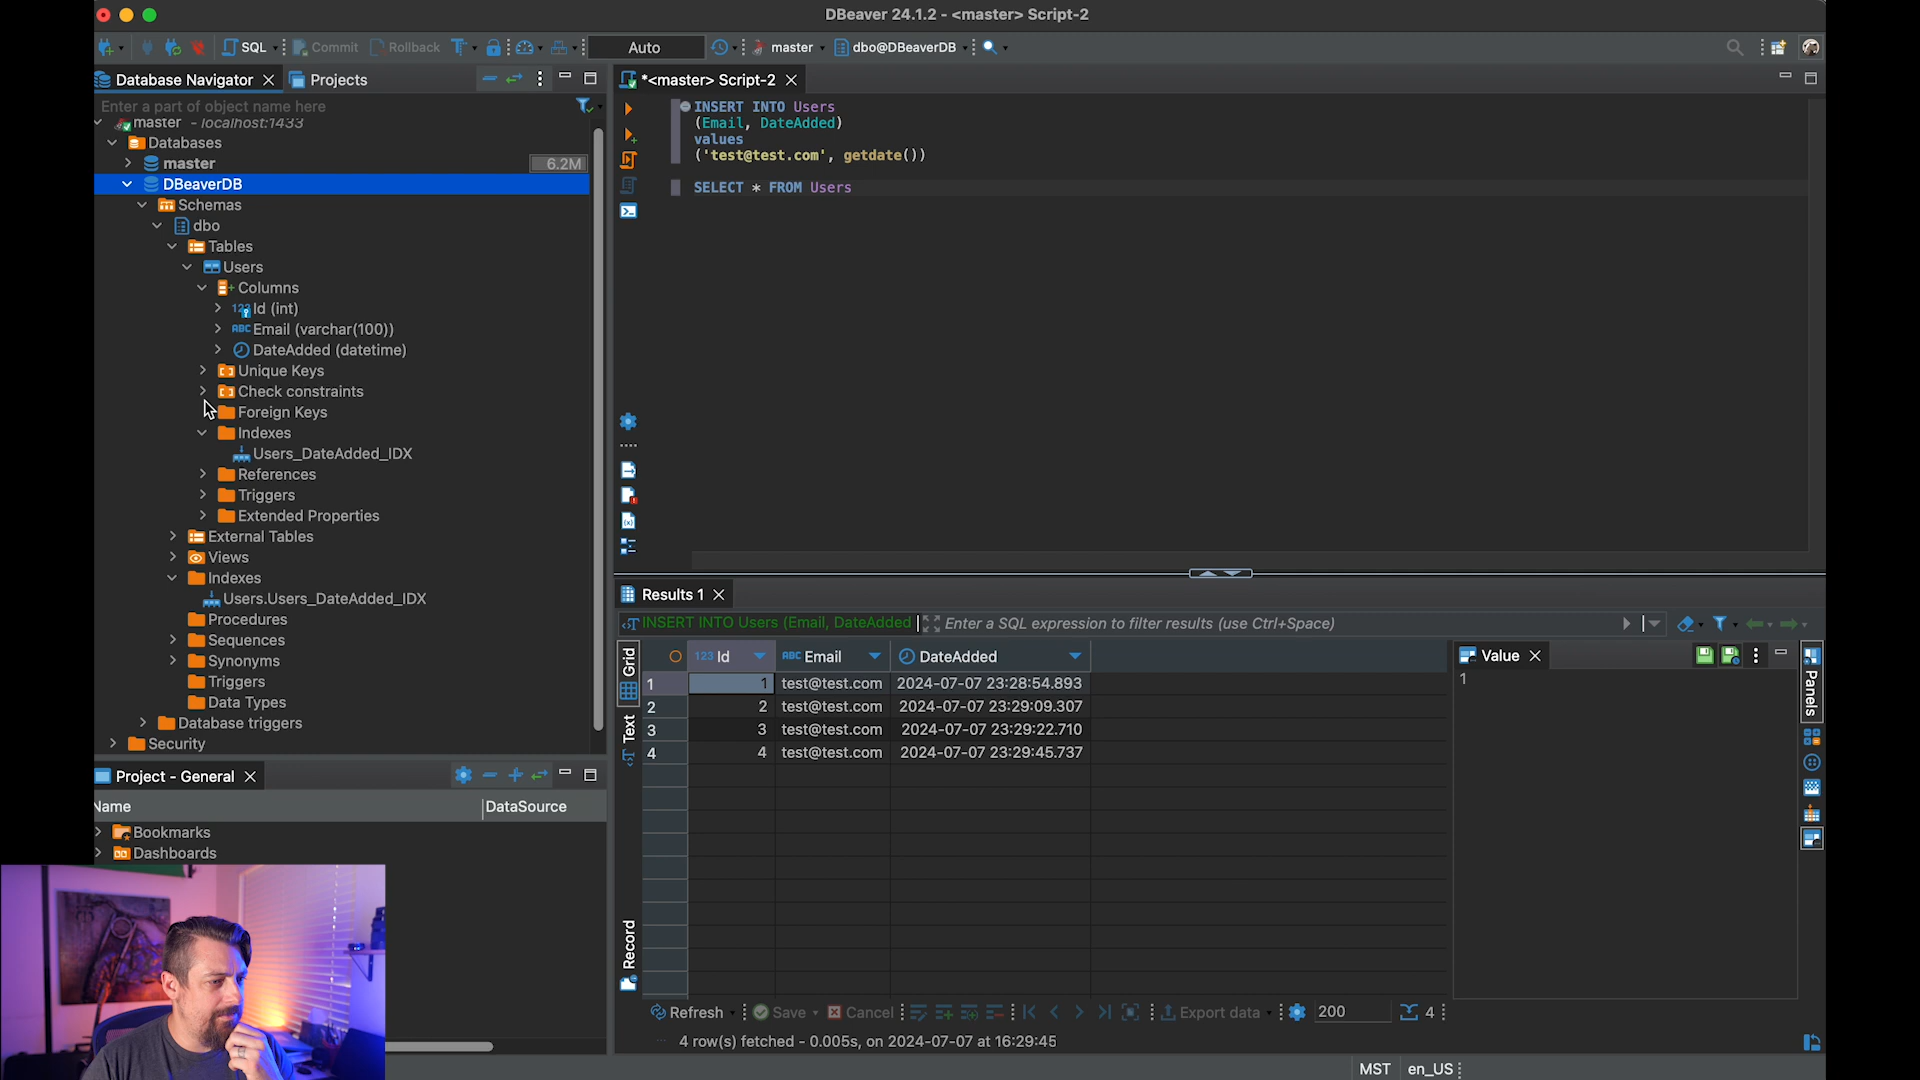 DBeaver 24.1.2 - <master> Script-2
SQL Commit Rollback Auto master dbo@DBeaverDB
Database Navigator Projects
*<master> Script-2
Enter a part of object name here
master - localhost:1433
Databases
master 6.2M
DBeaverDB
Schemas
dbo
Tables
Users
Columns
123 Id (int)
ABC Email (varchar(100))
DateAdded (datetime)
Unique Keys
Check constraints
Foreign Keys
Indexes
Users_DateAdded_IDX
References
Triggers
Extended Properties
External Tables
Views
Indexes
Users.Users_DateAdded_IDX
Procedures
Sequences
Synonyms
Triggers
Data Types
Database triggers
Security
INSERT INTO Users
(Email, DateAdded)
values
('test@test.com', getdate())
SELECT * FROM Users
Results 1
INSERT INTO Users (Email, DateAdded Enter a SQL expression to filter results (use Ctrl+Space)
Grid
Text
Record
123 Id ABC Email DateAdded
1 1 test@test.com 2024-07-07 23:28:54.893
2 2 test@test.com 2024-07-07 23:29:09.307
3 3 test@test.com 2024-07-07 23:29:22.710
4 4 test@test.com 2024-07-07 23:29:45.737
Value
1
Panels
Refresh Save Cancel Export data 200 4
4 row(s) fetched - 0.005s, on 2024-07-07 at 16:29:45
Project - General
Name DataSource
Bookmarks
Dashboards
MST en_US